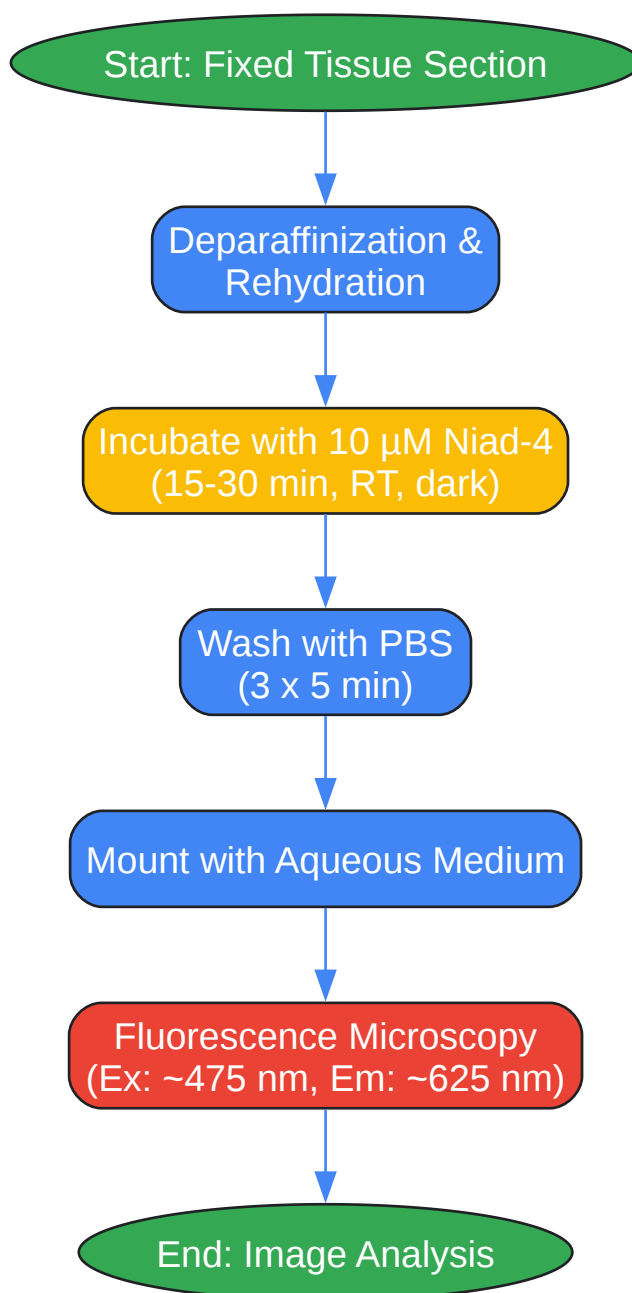 Start: Fixed Tissue Section
Deparaffinization &
Rehydration
Incubate with 10 µM Niad-4
(15-30 min, RT, dark)
Wash with PBS
(3 x 5 min)
Mount with Aqueous Medium
Fluorescence Microscopy
(Ex: ~475 nm, Em: ~625 nm)
End: Image Analysis